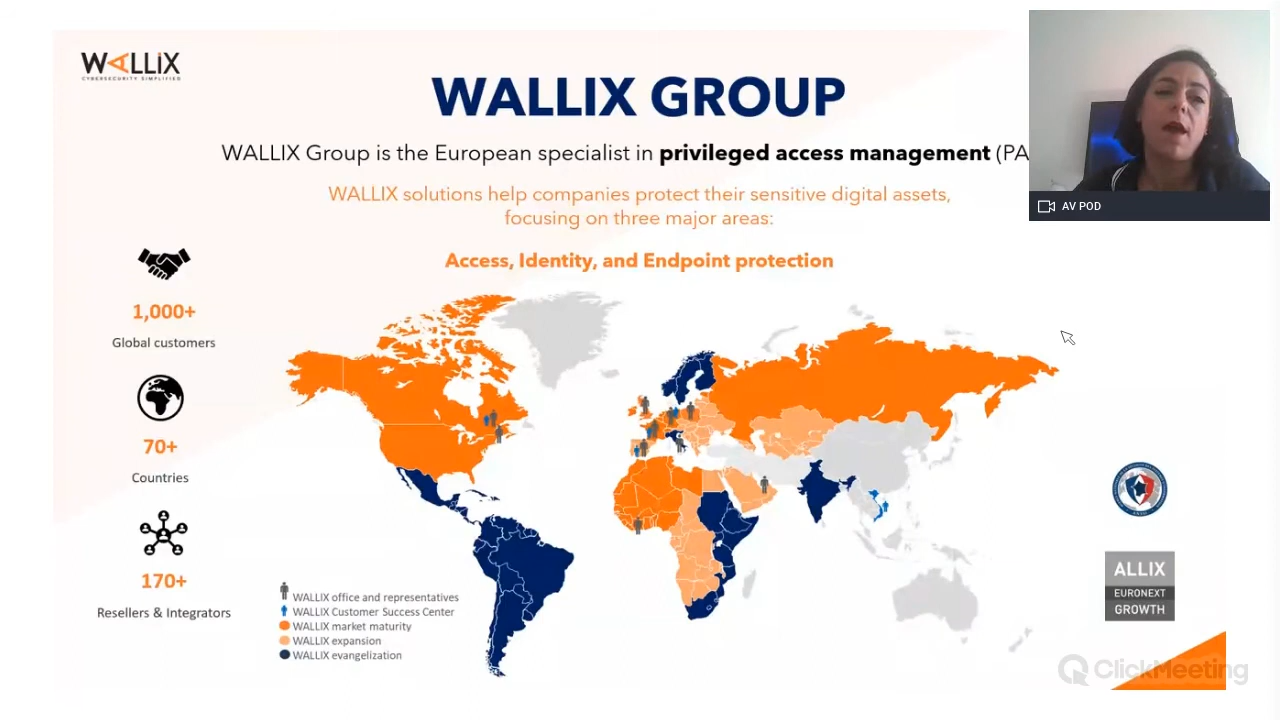 WALLIX
CYBERSECURITY SIMPLIFIED
WALLIX GROUP
WALLIX Group is the European specialist in privileged access management (PA
WALLIX solutions help companies protect their sensitive digital assets,
focusing on three major areas:
Access, Identity, and Endpoint protection
AV POD
1,000+
Global customers
70+
Countries
170+
Resellers & Integrators
WALLIX office and representatives
WALLIX Customer Success Center
WALLIX market maturity
WALLIX expansion
WALLIX evangelization
ALLIX
EURONEXT
GROWTH
ClickMeeting